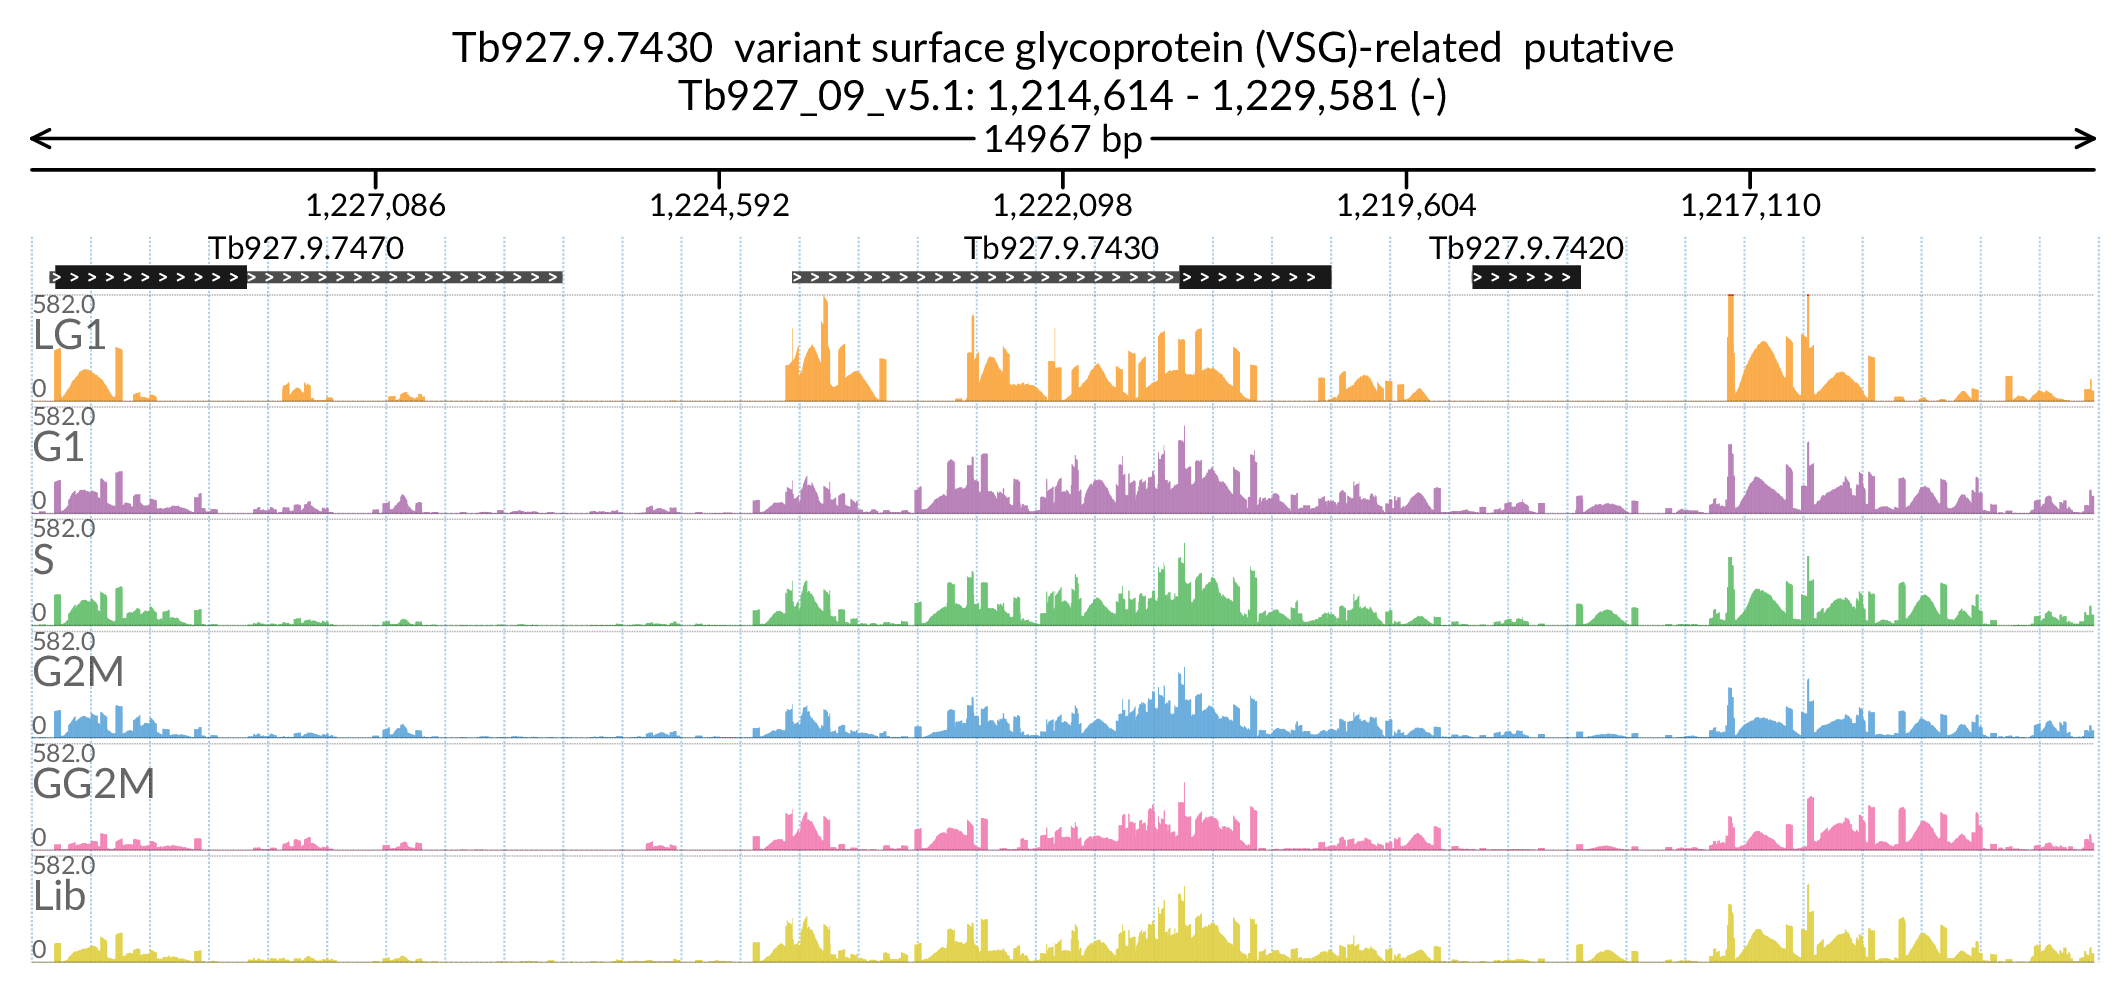 Tb927.9.7430 variant surface glycoprotein (VSG)-related putative
Tb927_09_v5.1: 1,214,614 - 1,229,581 (-)
14967 bp
1,227,086 1,224,592 1,222,098 1,219,604 1,217,110
Tb927.9.7470 Tb927.9.7430 Tb927.9.7420
582.0
LG1
0
582.0
G1
0
582.0
S
0
582.0
G2M
0
582.0
GG2M
0
582.0
Lib
0